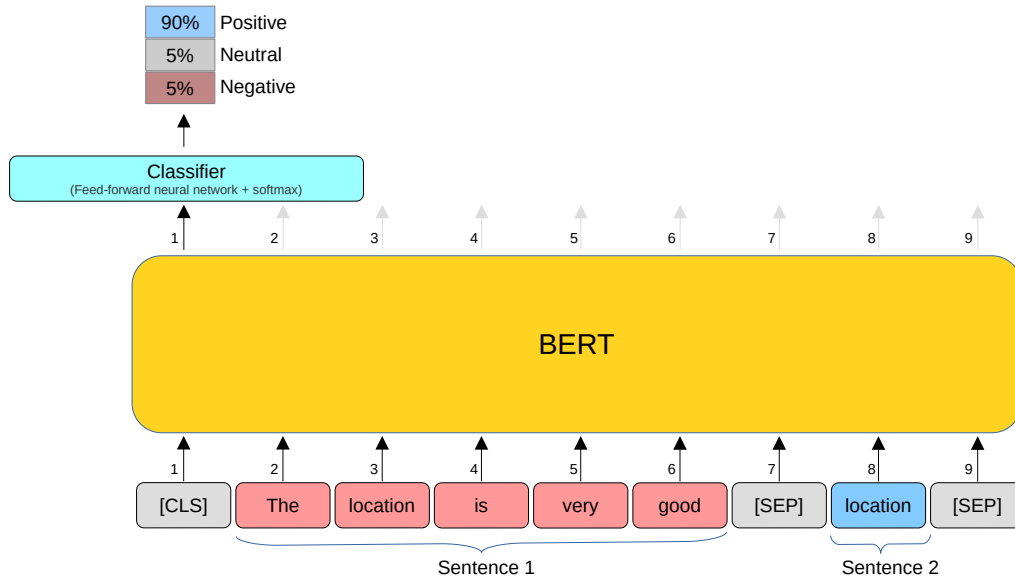 90% Positive
5% Neutral
5% Negative
Classifier
(Feed-forward neural network + softmax)
1 2 3 4 5 6 7 8 9
BERT
1 2 3 4 5 6 7 8 9
[CLS] The location is very good [SEP] location [SEP]
Sentence 1 Sentence 2